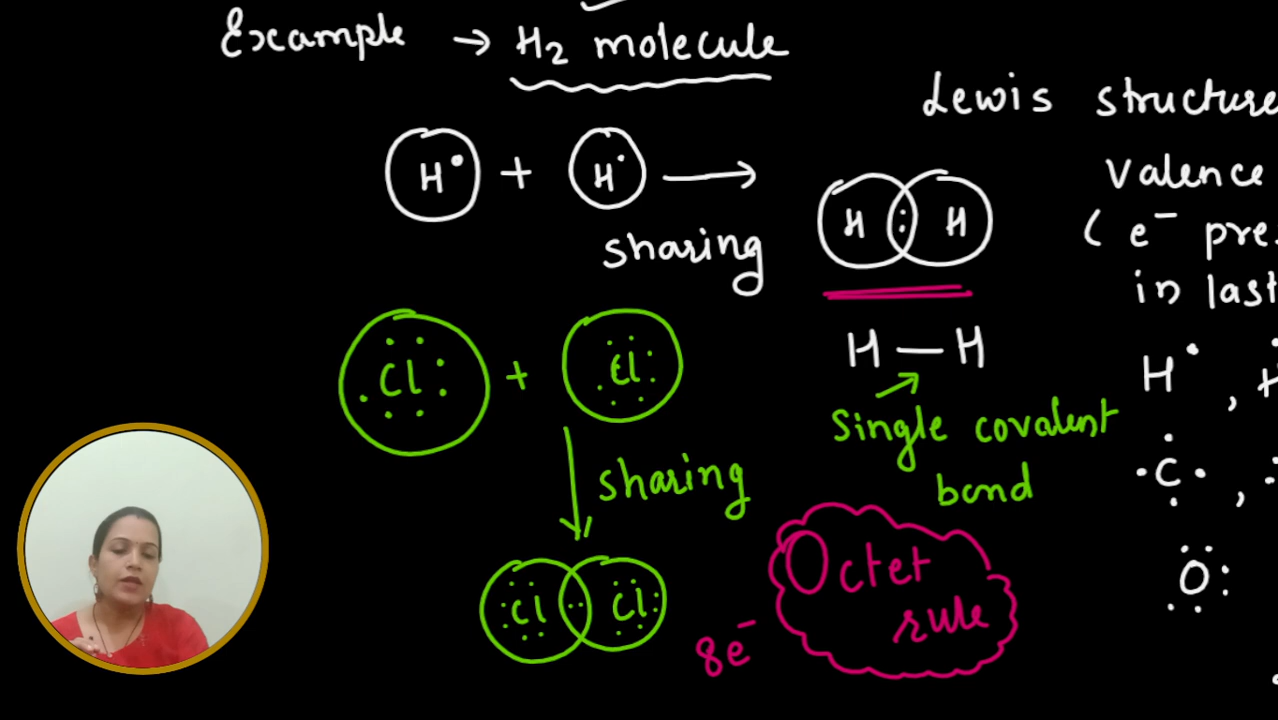 Example → H2 molecule
H• + H• →
sharing
H : H
H — H
Single covalent
bond
Cl + Cl
sharing
Cl Cl
8e⁻
Octet
rule
Lewis structure
Valence
( e⁻ pre.
in last
H• ,
C ,
O